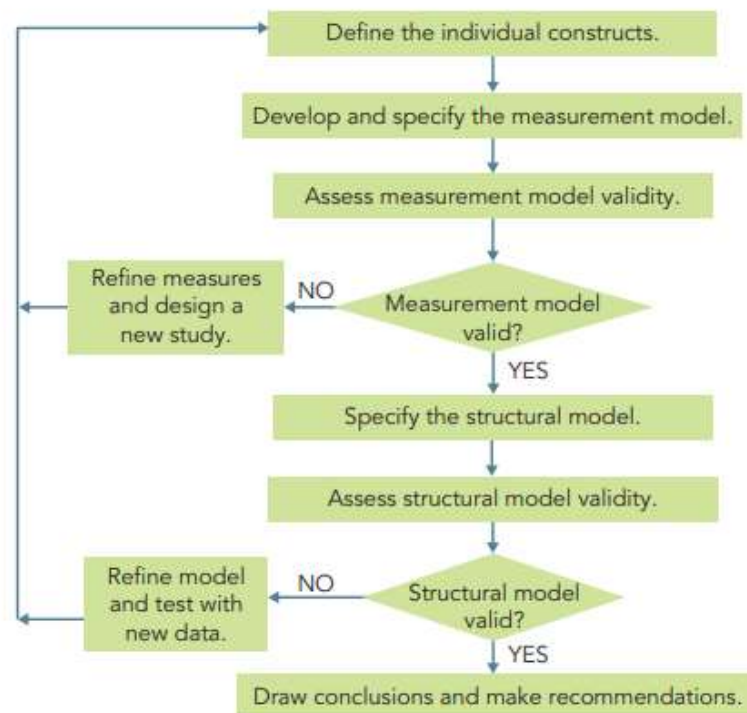 Define the individual constructs.
Develop and specify the measurement model.
Assess measurement model validity.
Refine measures
and design a
new study.
NO
Measurement model
valid?
YES
Specify the structural model.
Assess structural model validity.
Refine model
and test with
new data.
NO
Structural model
valid?
YES
Draw conclusions and make recommendations.